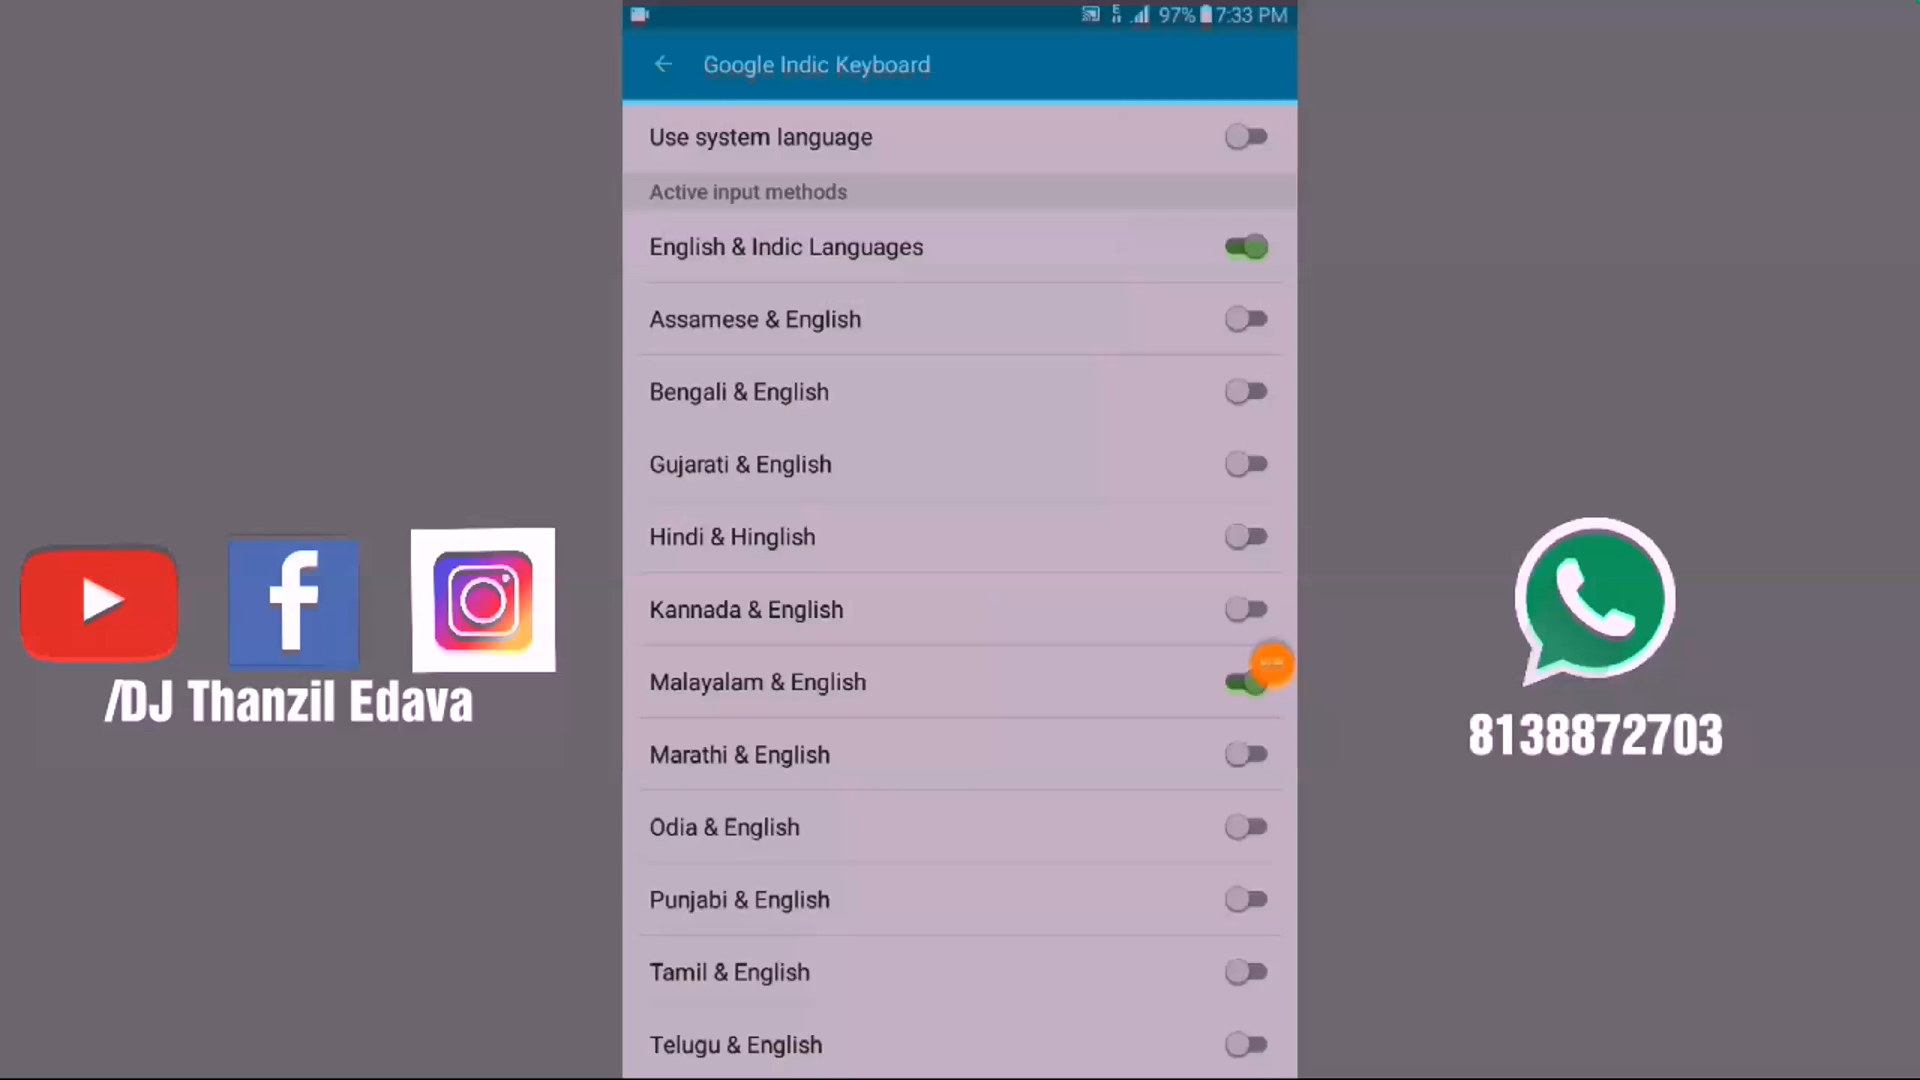 97% 7:33 PM
Google Indic Keyboard
Use system language
Active input methods
English & Indic Languages
Assamese & English
Bengali & English
Gujarati & English
Hindi & Hinglish
Kannada & English
Malayalam & English
Marathi & English
Odia & English
Punjabi & English
Tamil & English
Telugu & English
/DJ Thanzil Edava
8138872703